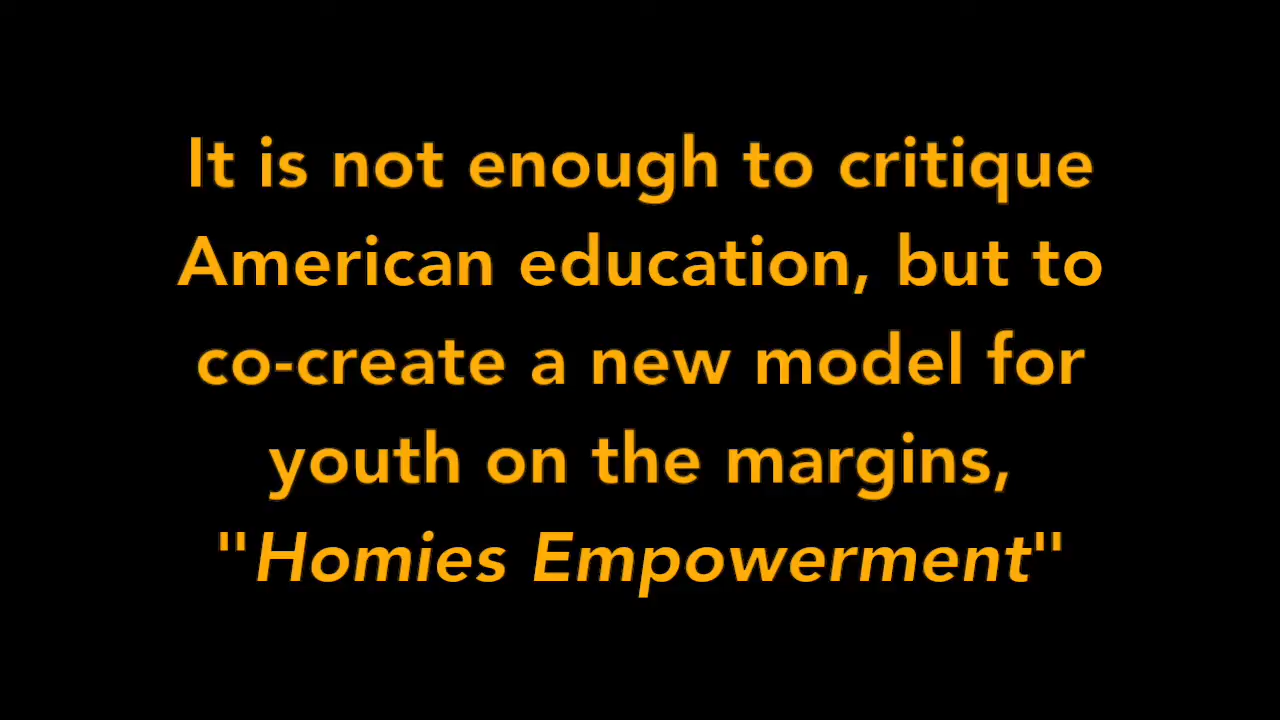 It is not enough to critique
American education, but to
co-create a new model for
youth on the margins,
"Homies Empowerment"